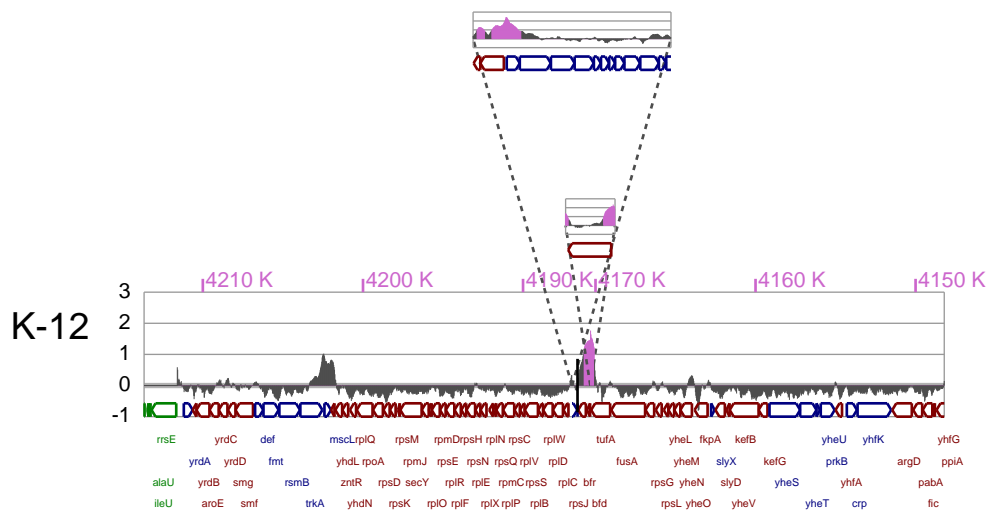 4210 K 4200 K 4190 K 4170 K 4160 K 4150 K
3
2
K-12
1
0
-1
rrsE yrdC def mscL rplQ rpsM rpmD rpsH rplN rpsC rplW tufA yheL fkpA kefB yheU yhfK yhfG
yrdA yrdD fmt yhdL rpoA rpmJ rpsE rpsN rpsQ rplV rplD fusA yheM slyX kefG prkB argD ppiA
alaU yrdB smg rsmB zntR rpsD secY rplR rplE rpmC rpsS rplC bfr rpsG yheN slyD yheS yhfA pabA
ileU aroE smf trkA yhdN rpsK rplO rplF rplX rplP rplB rpsJ bfd rpsL yheO yheV yheT crp fic